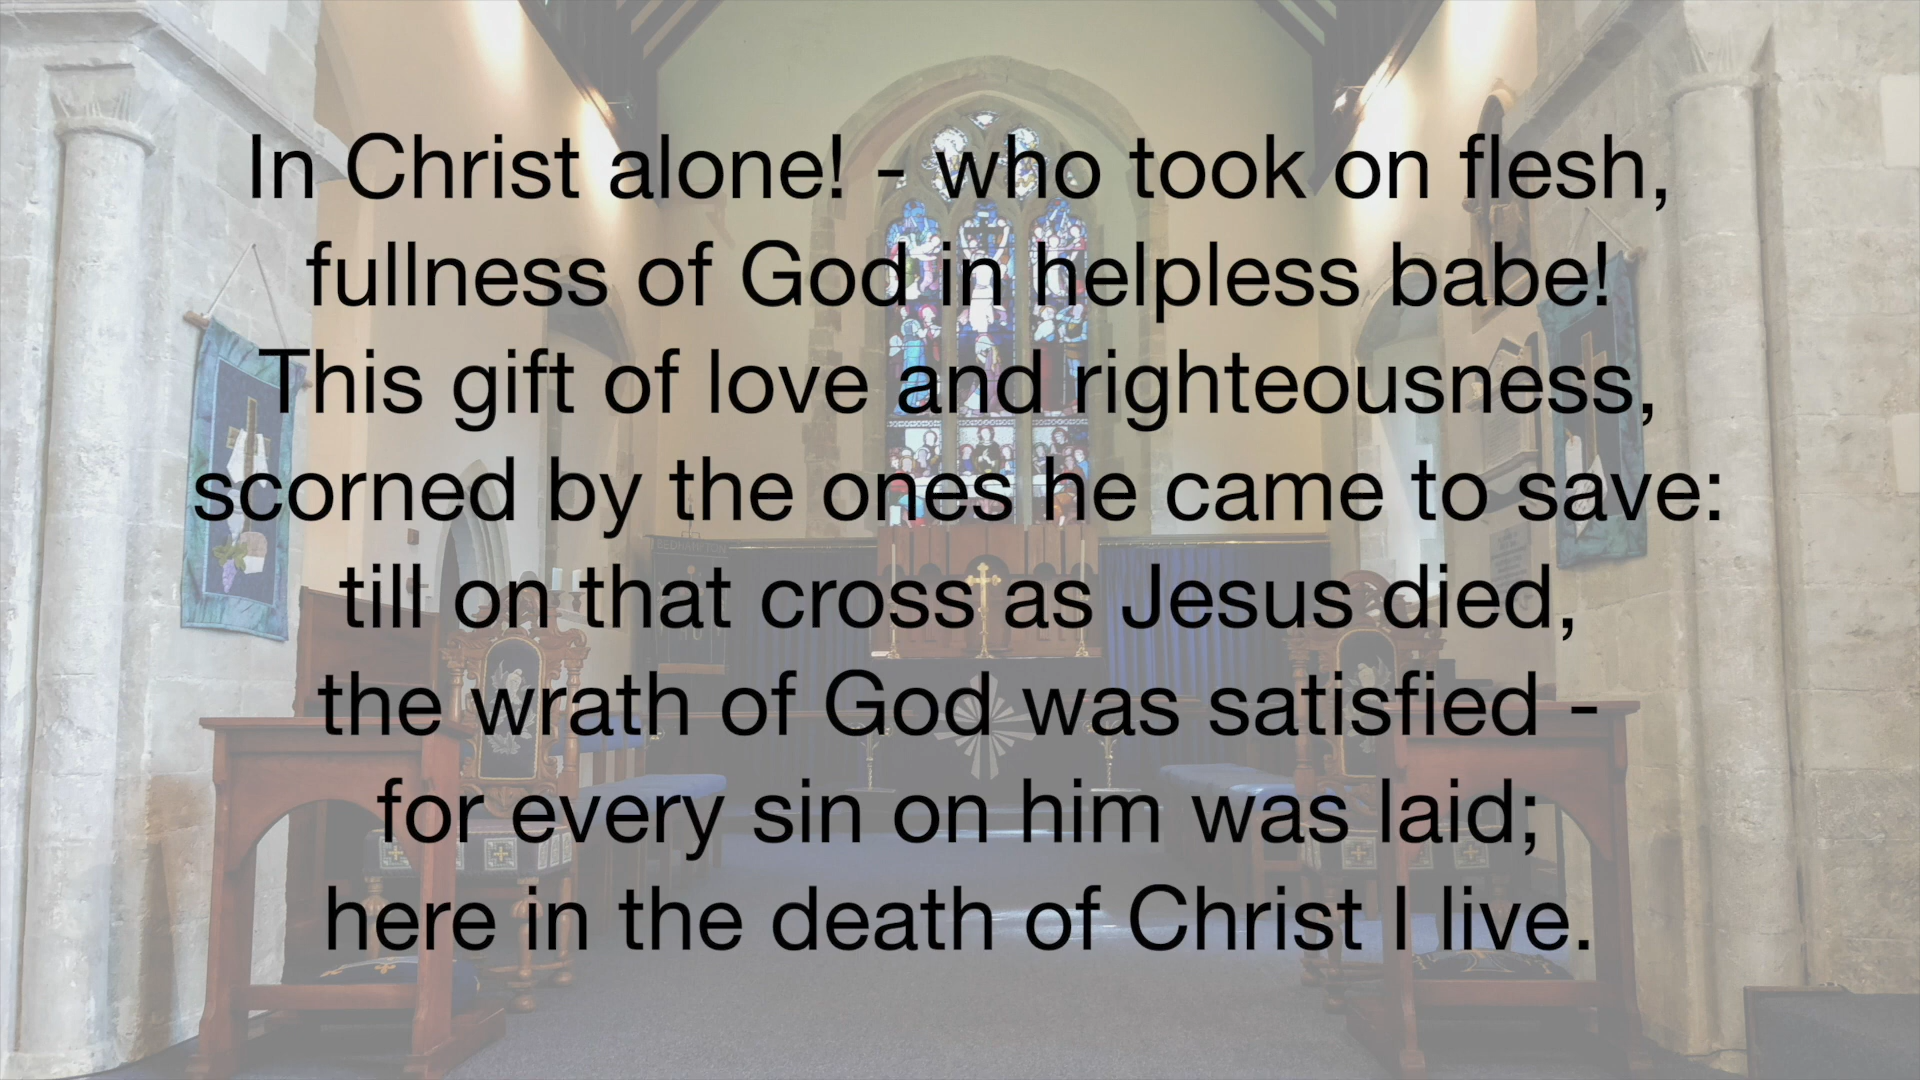 In Christ alone! - who took on flesh,
fullness of God in helpless babe!
This gift of love and righteousness,
scorned by the ones he came to save:
till on that cross as Jesus died,
the wrath of God was satisfied -
for every sin on him was laid;
here in the death of Christ I live.
BEDHAMPTON